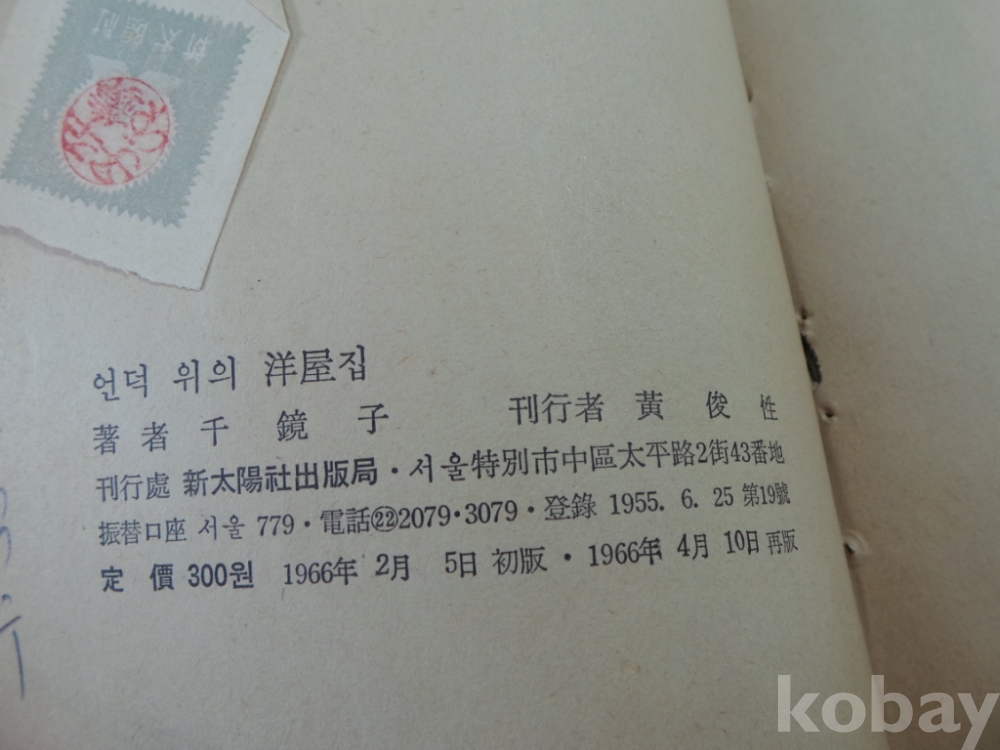 新太陽社
언덕 위의 洋屋집
著者 千鏡子 刊行者 黃俊性
刊行處 新太陽社出版局・서울特別市中區太平路2街43番地
振替口座 서울 779・電話㉒2079・3079・登錄 1955. 6. 25 第19號
定價 300원 1966年 2月 5日 初版・1966年 4月 10日 再版
kobay